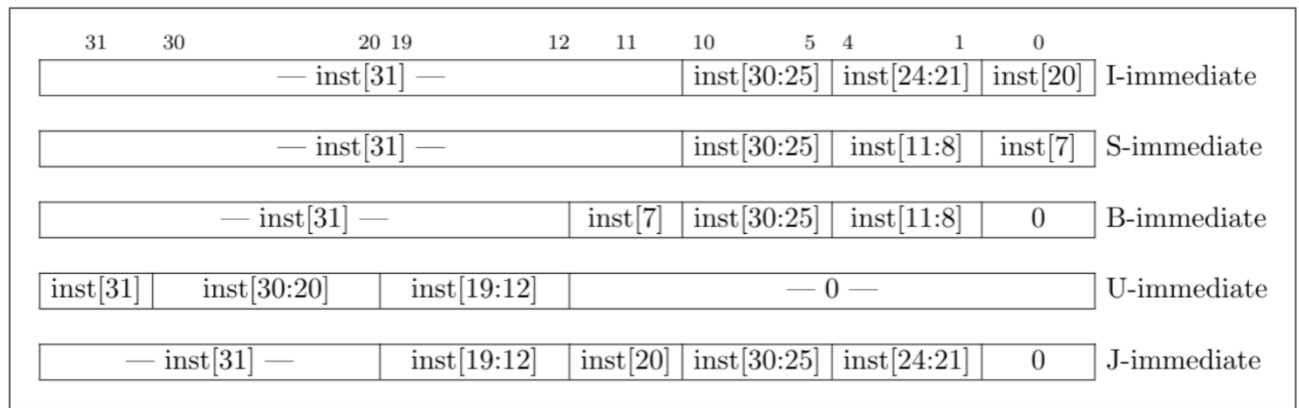 31 30 20 19 12 11 10 5 4 1 0
— inst[31] — inst[30:25] inst[24:21] inst[20] I-immediate
— inst[31] — inst[30:25] inst[11:8] inst[7] S-immediate
— inst[31] — inst[7] inst[30:25] inst[11:8] 0 B-immediate
inst[31] inst[30:20] inst[19:12] — 0 — U-immediate
— inst[31] — inst[19:12] inst[20] inst[30:25] inst[24:21] 0 J-immediate